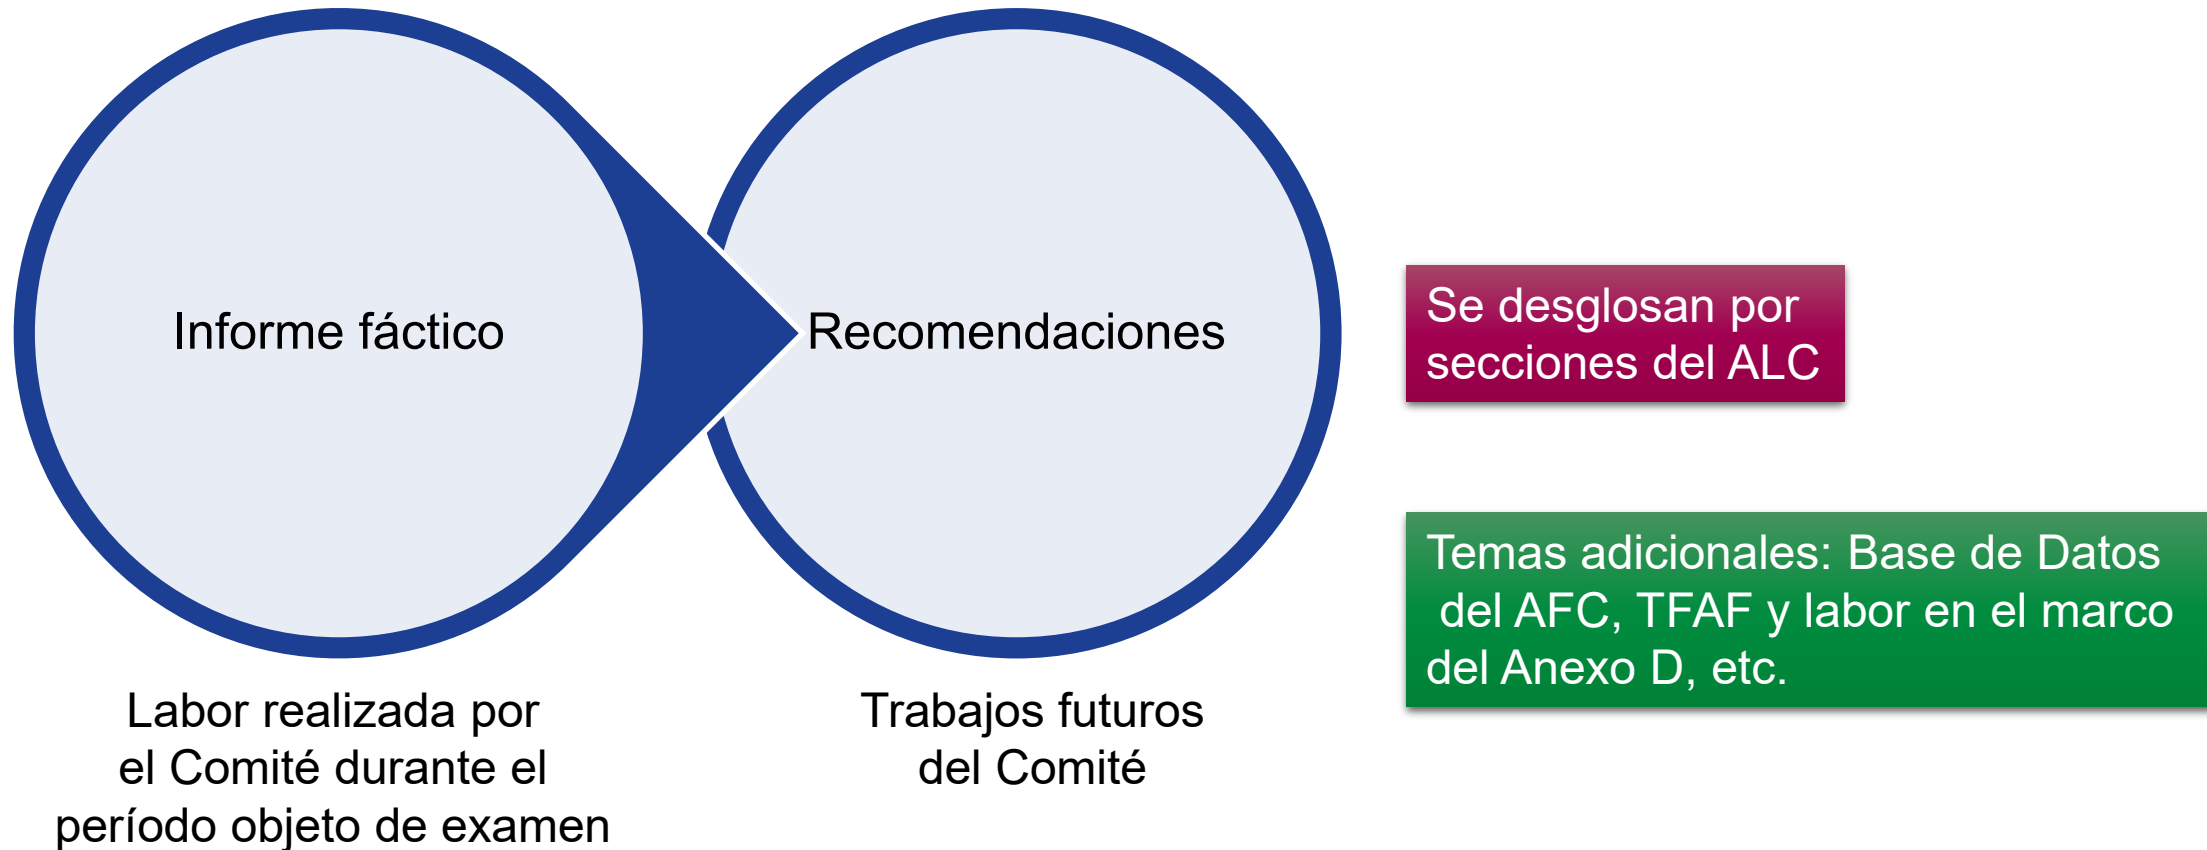 Informe fáctico
Recomendaciones
Labor realizada por
el Comité durante el
período objeto de examen
Trabajos futuros
del Comité
Se desglosan por
secciones del ALC
Temas adicionales: Base de Datos
del AFC, TFAF y labor en el marco
del Anexo D, etc.